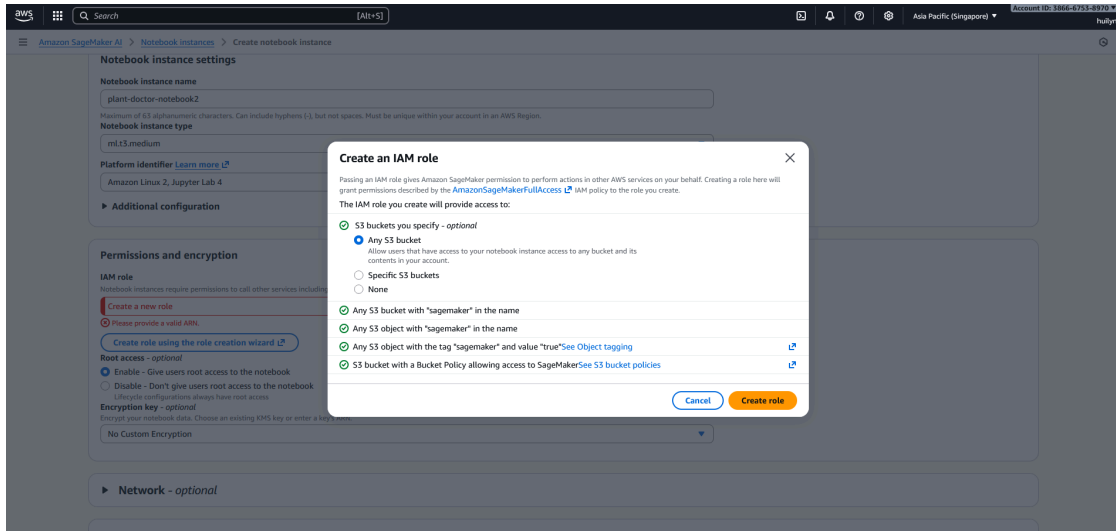 aws
Search
[Alt+S]
Asia Pacific (Singapore)
Account ID: 3866-6753-8970
Amazon SageMaker AI > Notebook instances > Create notebook instance
Notebook instance settings
Notebook instance name
plant-doctor-notebook2
Maximum of 63 alphanumeric characters. Can include hyphens (-), but not spaces. Must be unique within your account in an AWS Region.
Notebook instance type
ml.t3.medium
Platform identifier Learn more
Amazon Linux 2, Jupyter Lab 4
Additional configuration
Permissions and encryption
IAM role
Notebook instances require permissions to call other services including
Create a new role
Please provide a valid ARN.
Create role using the role creation wizard
Root access - optional
Enable - Give users root access to the notebook
Disable - Don't give users root access to the notebook
Lifecycle configurations always have root access
Encryption key - optional
Encrypt your notebook data. Choose an existing KMS key or enter a key's ARN.
No Custom Encryption
Network - optional
Create an IAM role
Passing an IAM role gives Amazon SageMaker permission to perform actions in other AWS services on your behalf. Creating a role here will
grant permissions described by the AmazonSageMakerFullAccess IAM policy to the role you create.
The IAM role you create will provide access to:
S3 buckets you specify - optional
Any S3 bucket
Allow users that have access to your notebook instance access to any bucket and its
contents in your account.
Specific S3 buckets
None
Any S3 bucket with "sagemaker" in the name
Any S3 object with "sagemaker" in the name
Any S3 object with the tag "sagemaker" and value "true"See Object tagging
S3 bucket with a Bucket Policy allowing access to SageMakerSee S3 bucket policies
Cancel
Create role